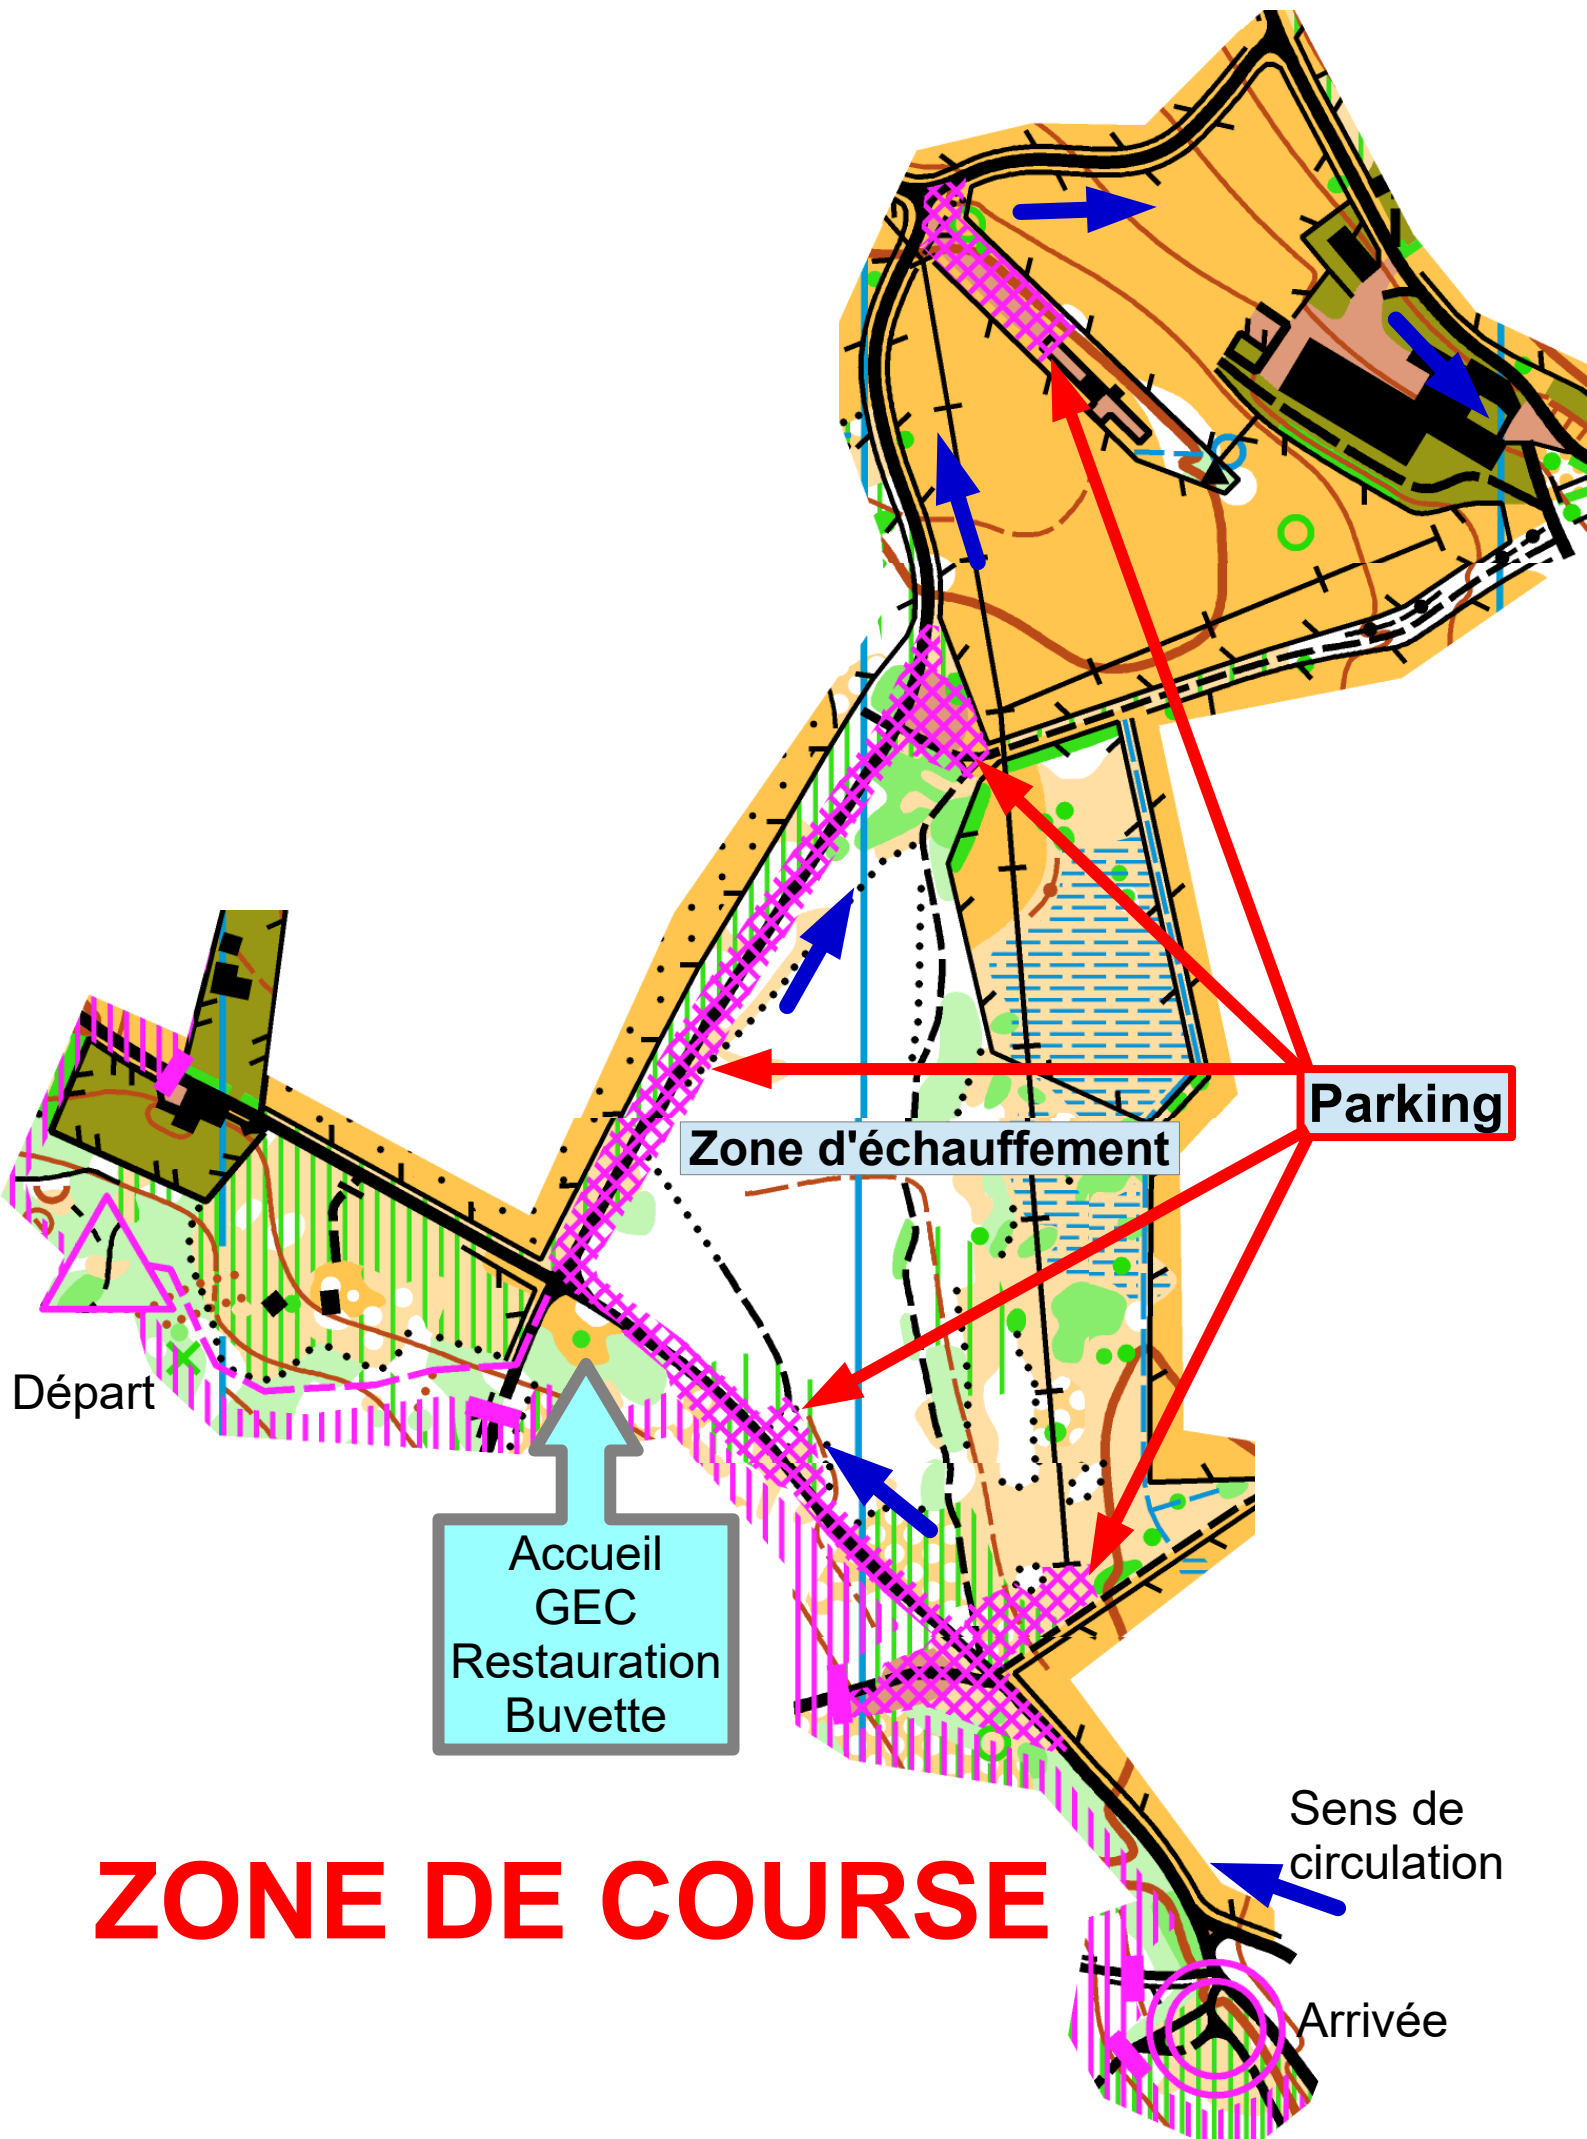 Parking
Zone d'échauffement
Départ
Accueil
GEC
Restauration
Buvette
Sens de
circulation
ZONE DE COURSE
Arrivée